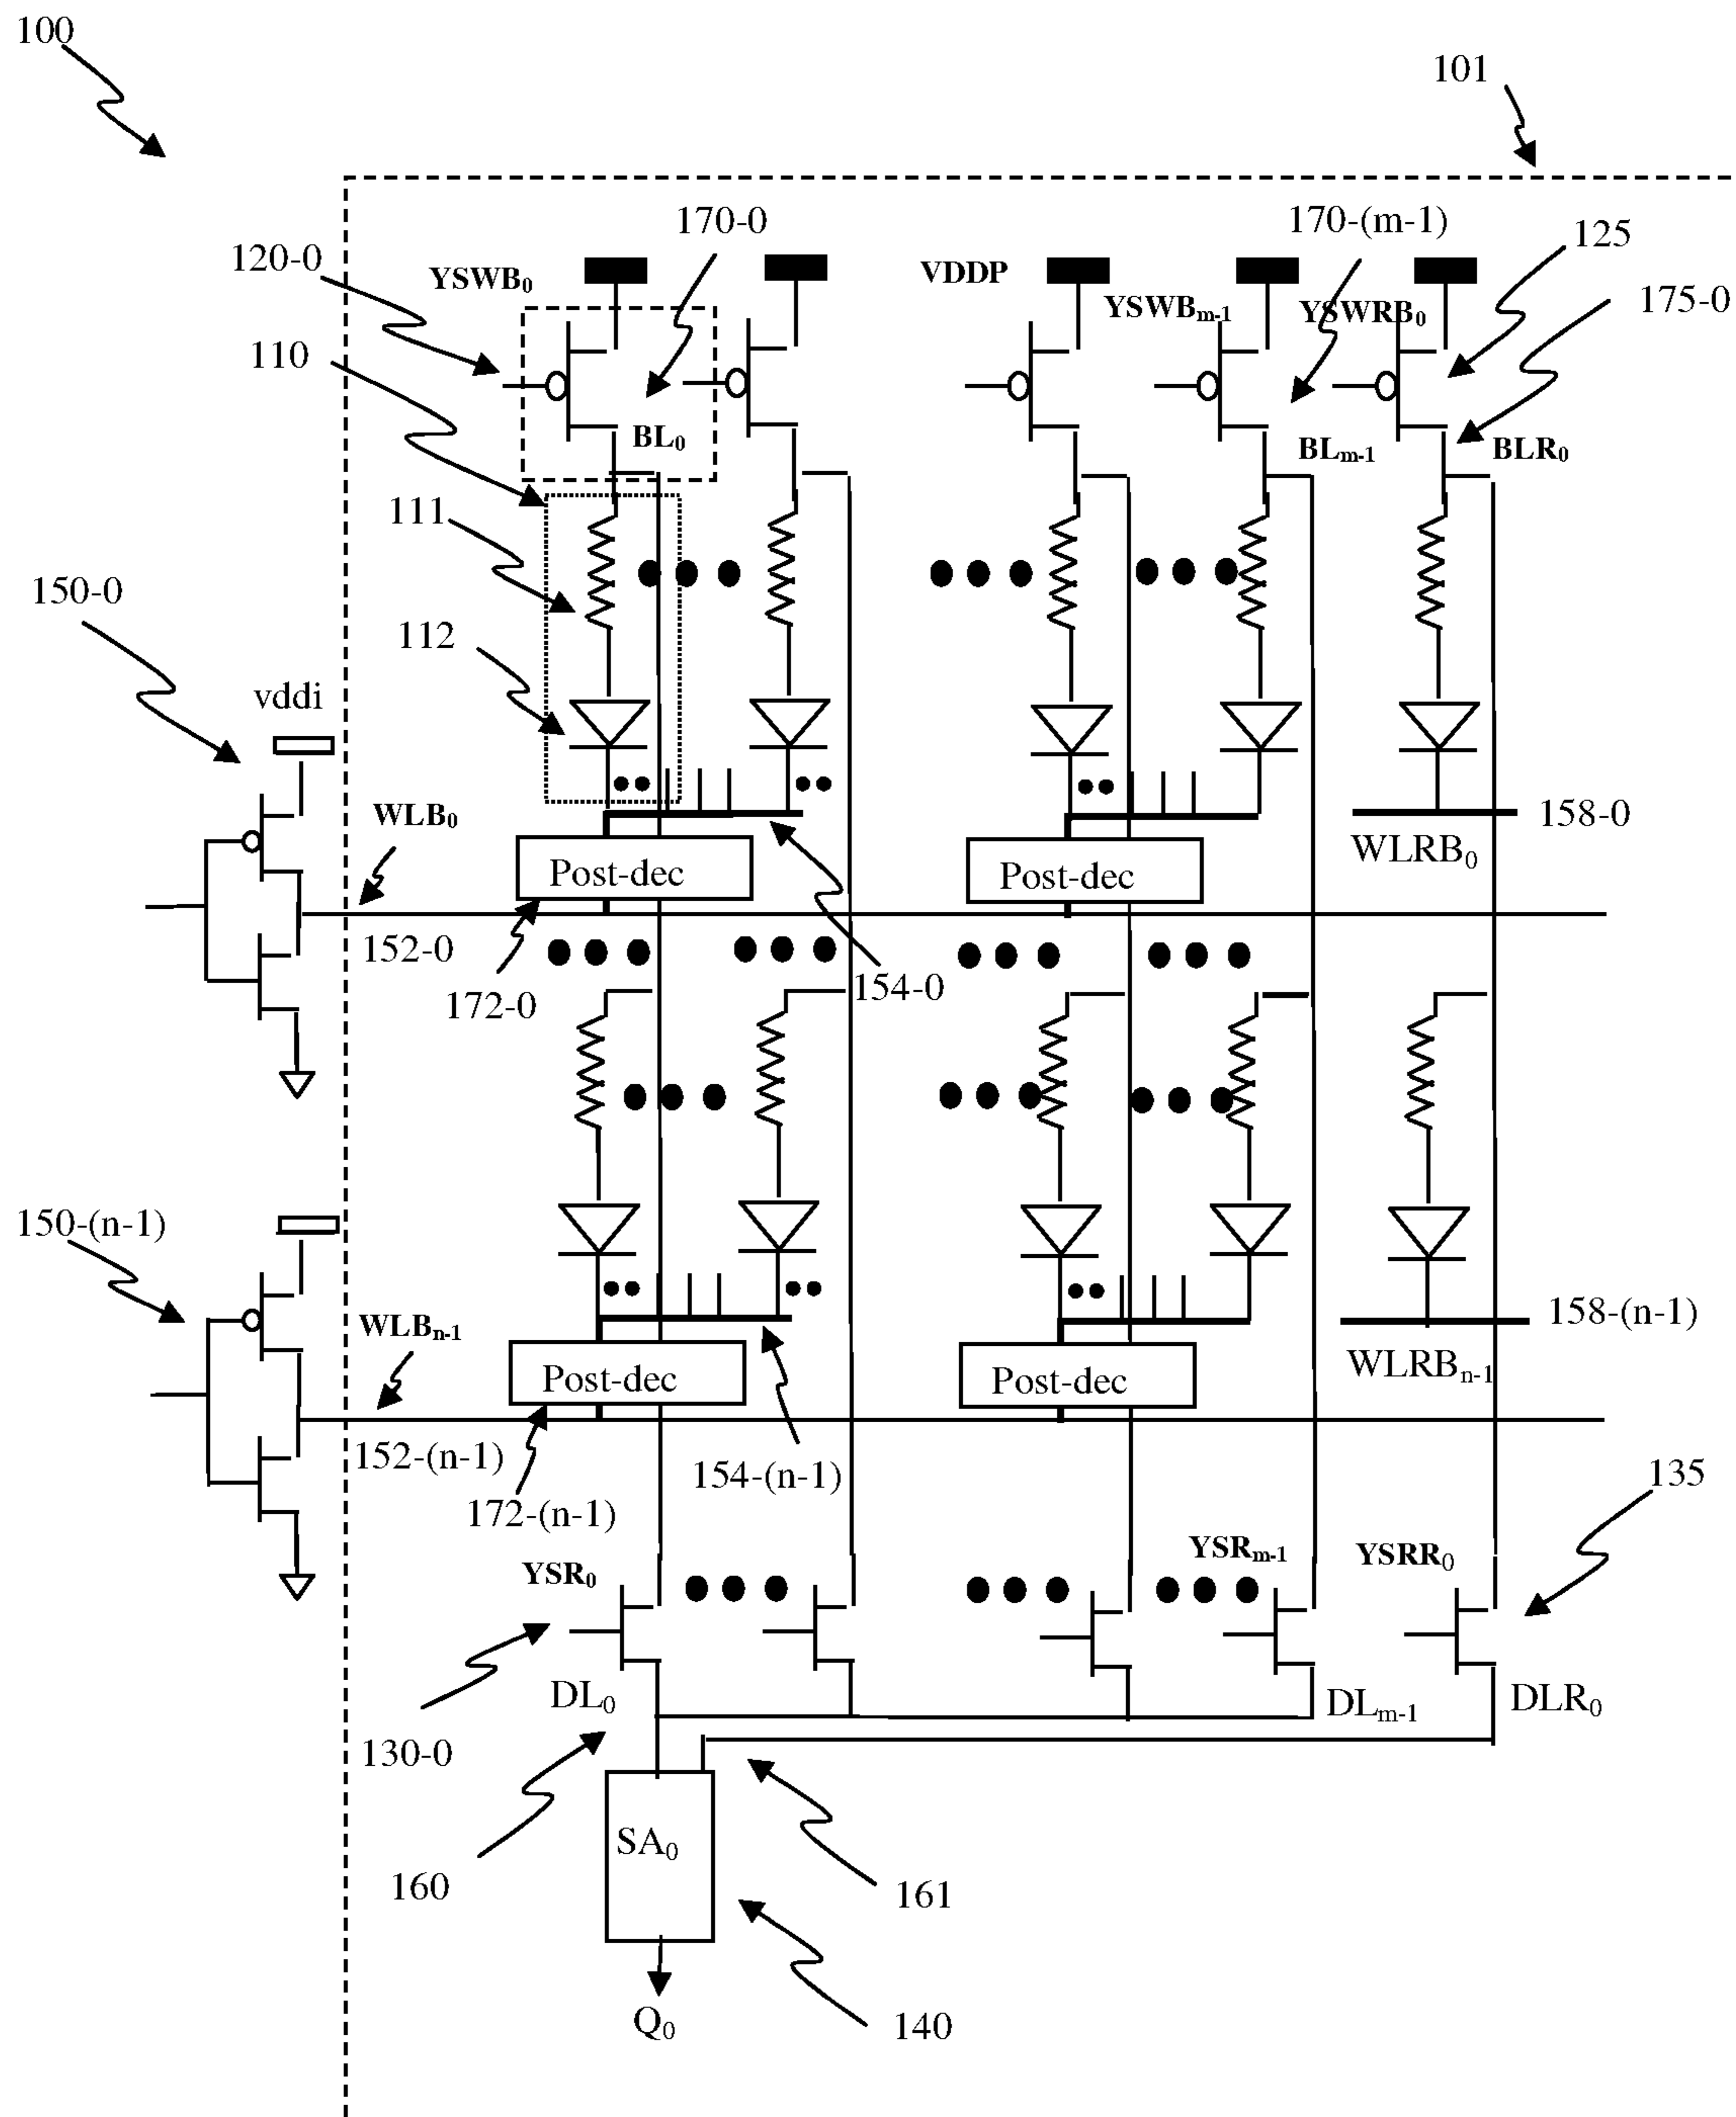 100
101
170-0
170-(m-1)
125
120-0
YSWB₀
VDDP
YSWBₘ₋₁
YSWRB₀
175-0
110
BL₀
BLₘ₋₁
BLR₀
111
150-0
112
vddi
WLB₀
158-0
WLRB₀
Post-dec
Post-dec
152-0
172-0
154-0
150-(n-1)
WLBₙ₋₁
158-(n-1)
WLRBₙ₋₁
Post-dec
Post-dec
152-(n-1)
154-(n-1)
135
172-(n-1)
YSR₀
YSRₘ₋₁
YSRR₀
DL₀
DLₘ₋₁
DLR₀
130-0
SA₀
160
161
Q₀
140